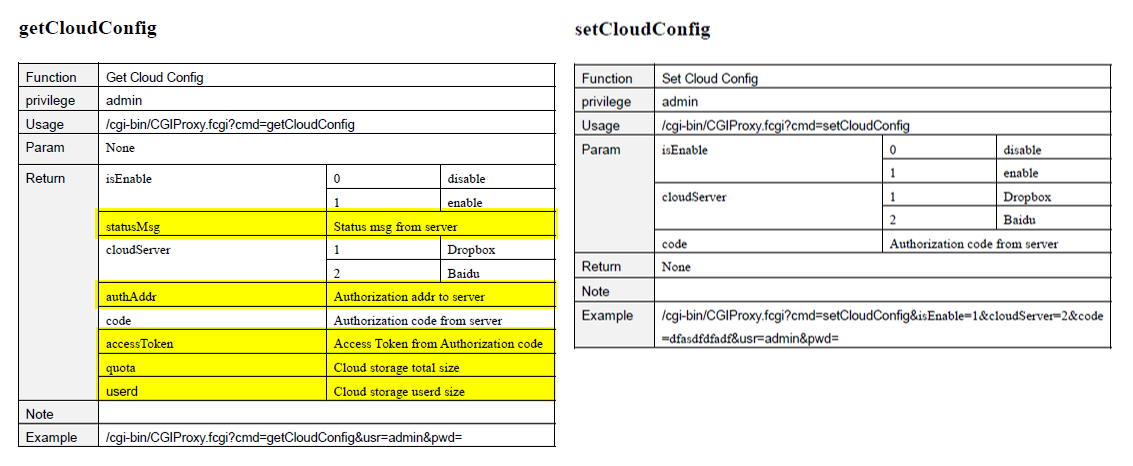 getCloudConfig
Function Get Cloud Config
privilege admin
Usage /cgi-bin/CGIProxy.fcgi?cmd=getCloudConfig
Param None
Return isEnable 0 disable
1 enable
statusMsg Status msg from server
cloudServer 1 Dropbox
2 Baidu
authAddr Authorization addr to server
code Authorization code from server
accessToken Access Token from Authorization code
quota Cloud storage total size
userd Cloud storage userd size
Note
Example /cgi-bin/CGIProxy.fcgi?cmd=getCloudConfig&usr=admin&pwd=
setCloudConfig
Function Set Cloud Config
privilege admin
Usage /cgi-bin/CGIProxy.fcgi?cmd=setCloudConfig
Param isEnable 0 disable
1 enable
cloudServer 1 Dropbox
2 Baidu
code Authorization code from server
Return None
Note
Example /cgi-bin/CGIProxy.fcgi?cmd=setCloudConfig&isEnable=1&cloudServer=2&code
=dfasdfdfadf&usr=admin&pwd=